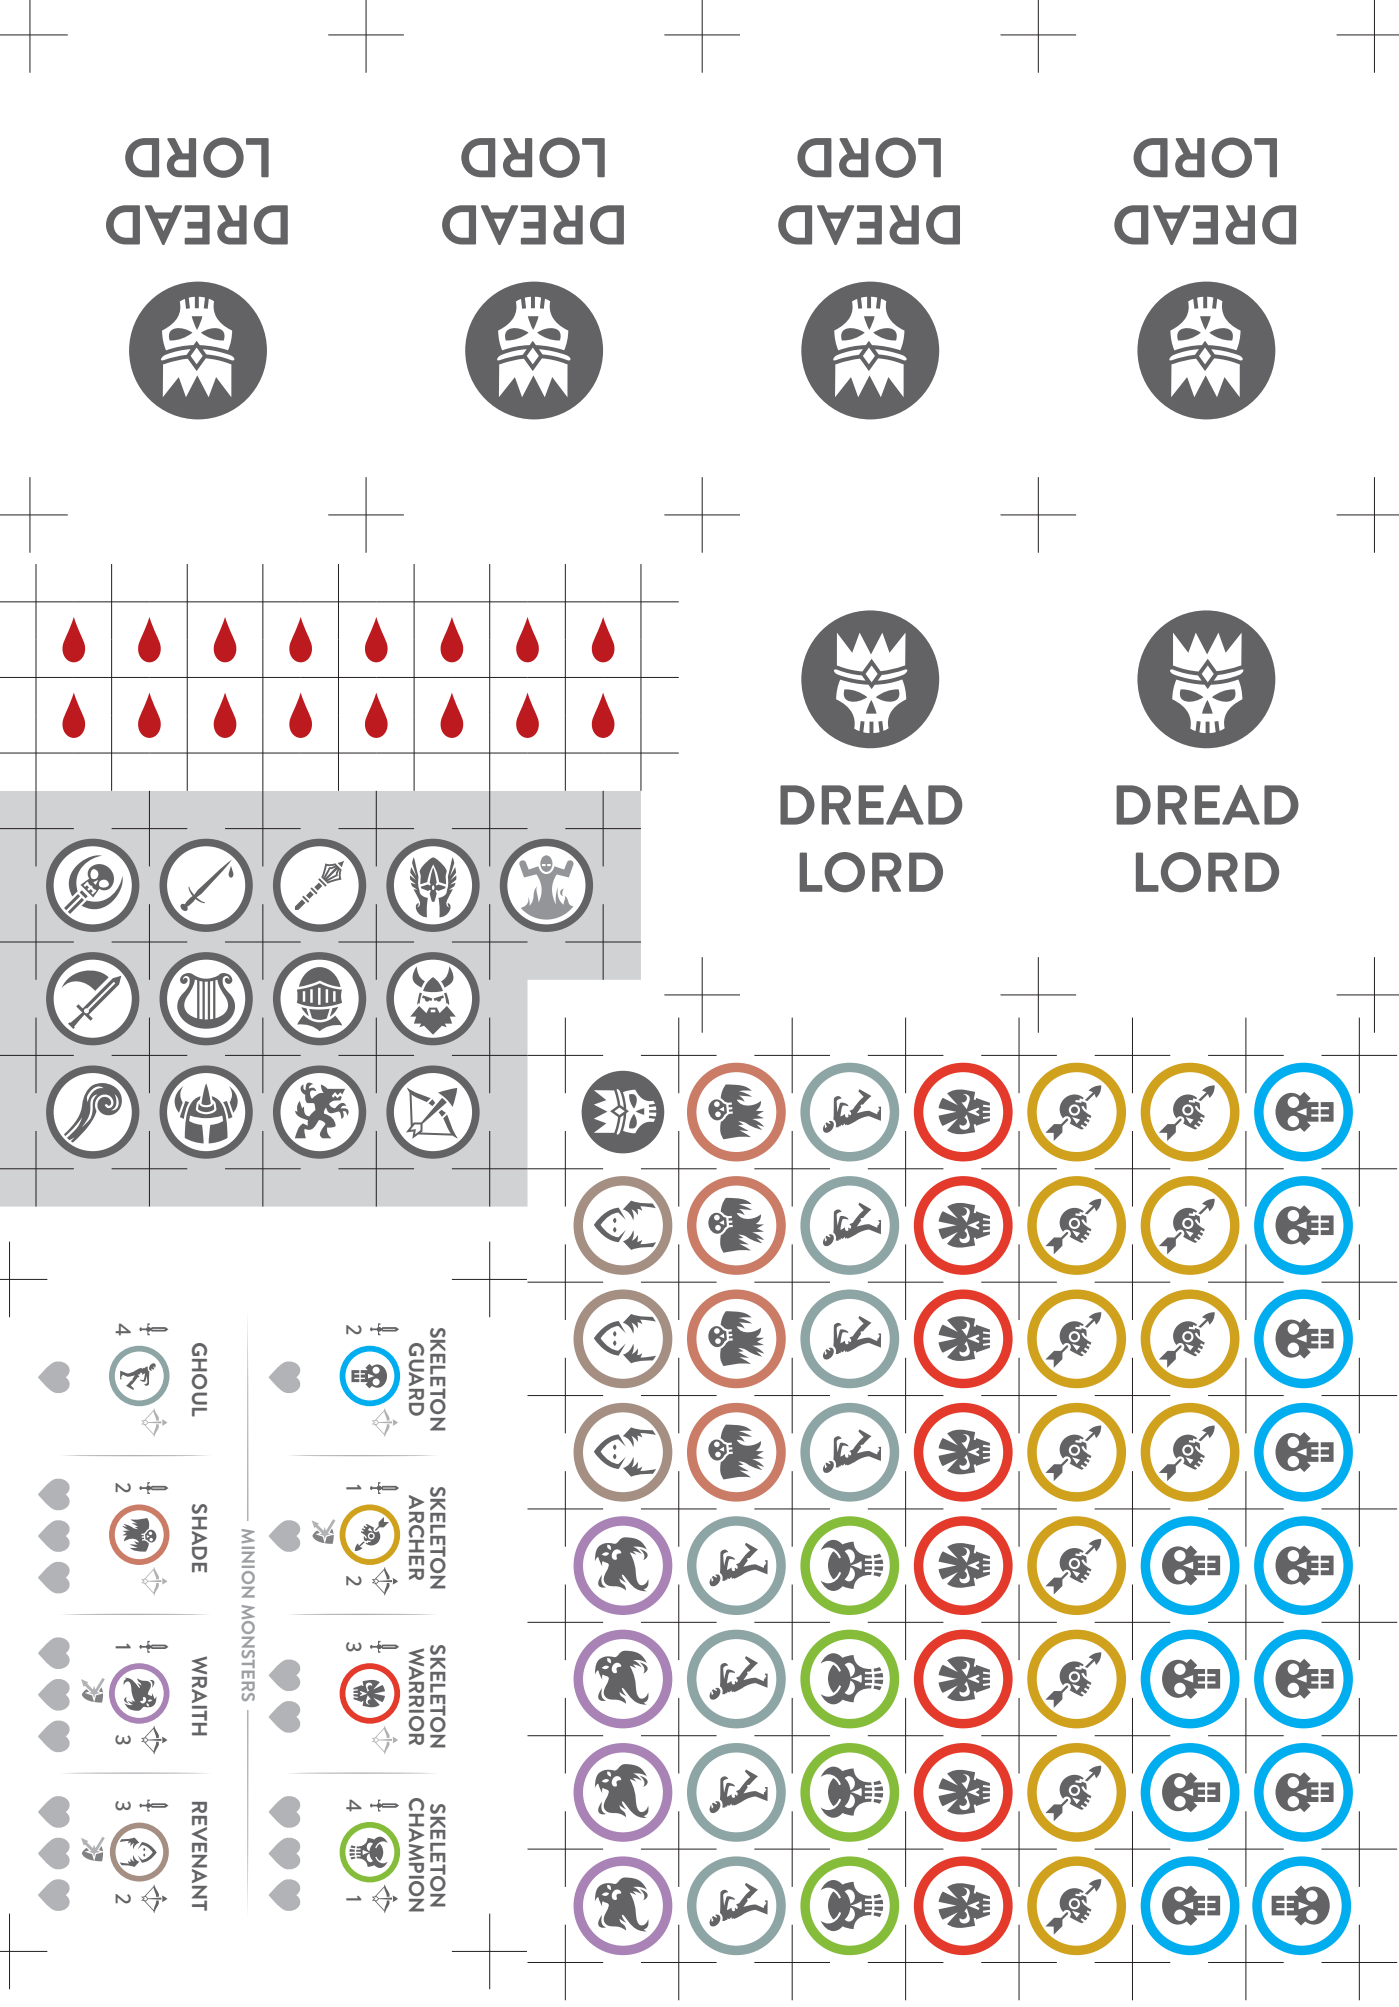 DREAD
LORD
DREAD
LORD
DREAD
LORD
DREAD
LORD
DREAD
LORD
DREAD
LORD
SKELETON
GUARD
2
SKELETON
ARCHER
1
2
SKELETON
WARRIOR
3
SKELETON
CHAMPION
4
1
MINION MONSTERS
GHOUL
4
SHADE
2
WRAITH
1
3
REVENANT
3
2